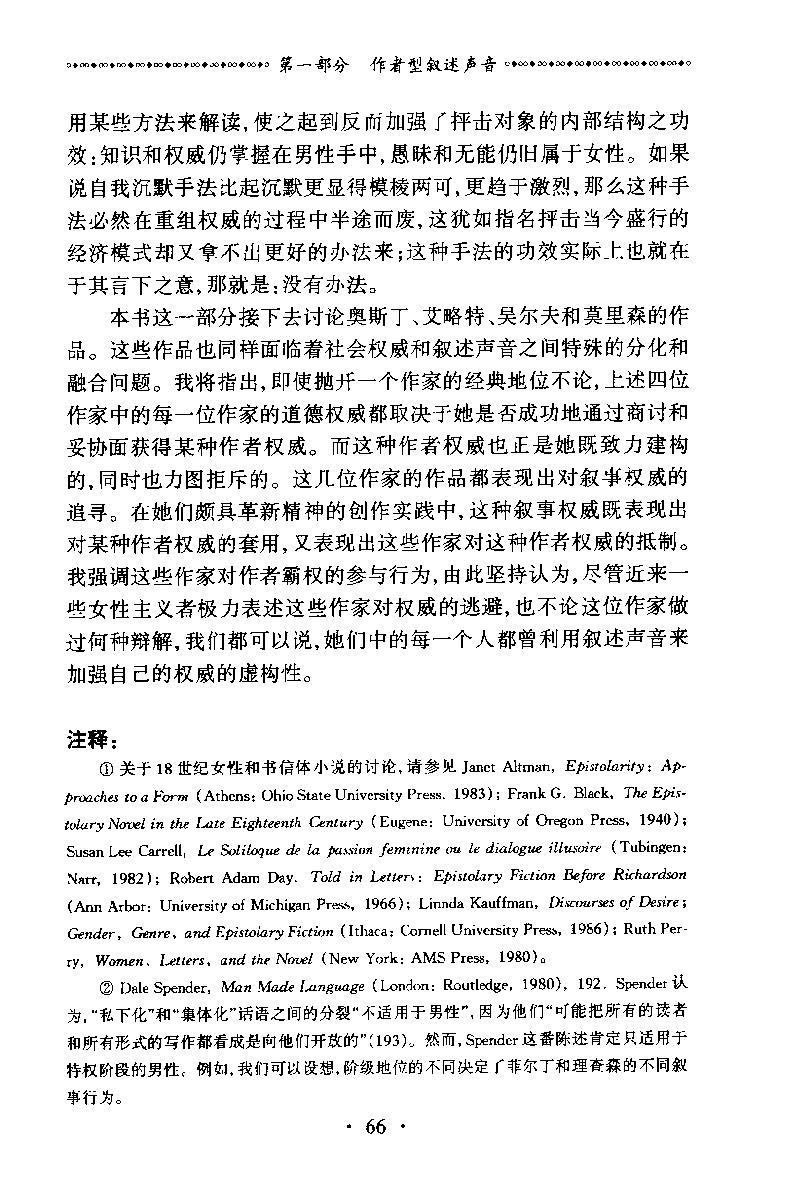 第一部分 作者型叙述声音
用某些方法来解读,使之起到反而加强了抨击对象的内部结构之功
效:知识和权威仍掌握在男性手中,愚昧和无能仍旧属于女性。如果
说自我沉默手法比起沉默更显得模棱两可,更趋于激烈,那么这种手
法必然在重组权威的过程中半途而废,这犹如指名抨击当今盛行的
经济模式却又拿不出更好的办法来;这种手法的功效实际上也就在
于其言下之意,那就是:没有办法。
本书这一部分接下去讨论奥斯丁、艾略特、吴尔夫和莫里森的作
品。这些作品也同样面临着社会权威和叙述声音之间特殊的分化和
融合问题。我将指出,即使抛开一个作家的经典地位不论,上述四位
作家中的每一位作家的道德权威都取决于她是否成功地通过商讨和
妥协面获得某种作者权威。而这种作者权威也正是她既致力建构
的,同时也力图拒斥的。这几位作家的作品都表现出对叙事权威的
追寻。在她们颇具革新精神的创作实践中,这种叙事权威既表现出
对某种作者权威的套用,又表现出这些作家对这种作者权威的抵制。
我强调这些作家对作者霸权的参与行为,由此坚持认为,尽管近来一
些女性主义者极力表述这些作家对权威的逃避,也不论这位作家做
过何种辩解,我们都可以说,她们中的每一个人都曾利用叙述声音来
加强自己的权威的虚构性。
注释:
① 关于 18 世纪女性和书信体小说的讨论,请参见 Janet Altman, Epistolarity: Ap-
proaches to a Form (Athens: Ohio State University Press, 1983); Frank G. Black, The Epis-
tolary Novel in the Late Eighteenth Century (Eugene: University of Oregon Press, 1940);
Susan Lee Carrell, Le Soliloque de la passion feminine ou le dialogue illusoire (Tubingen:
Narr, 1982); Robert Adam Day, Told in Letters: Epistolary Fiction Before Richardson
(Ann Arbor: University of Michigan Press, 1966); Linnda Kauffman, Discourses of Desire;
Gender, Genre, and Epistolary Fiction (Ithaca: Cornell University Press, 1986); Ruth Per-
ry, Women, Letters, and the Novel (New York: AMS Press, 1980)。
② Dale Spender, Man Made Language (London: Routledge, 1980), 192. Spender 认
为,“私下化”和“集体化”话语之间的分裂“不适用于男性”,因为他们“可能把所有的读者
和所有形式的写作都看成是向他们开放的”(193)。然而,Spender 这番陈述肯定只适用于
特权阶段的男性。例如,我们可以设想,阶级地位的不同决定了菲尔丁和理查森的不同叙
事行为。
· 66 ·